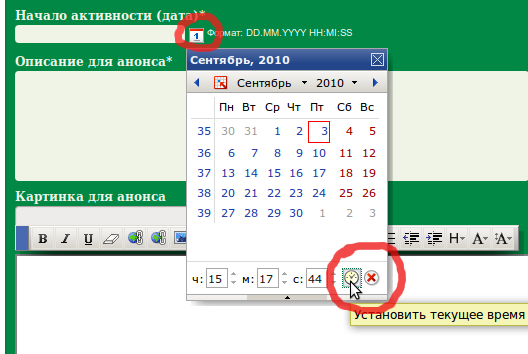 Начало активности (дата)*
4 Формат: DD.MM.YYYY HH:MI:SS
Сентябрь, 2010
Описание для анонса*
Сентябрь 2010
Пн Вт Ср Чт Пт Сб Вс
35 30 31 1 2 3 4 5
36 6 7 8 9 10 11 12
37 13 14 15 16 17 18 19
38 20 21 22 23 24 25 26
39 27 28 29 30 1 2 3
Картинка для анонса
B I U H A A
ч: 15 м: 17 с: 44
Установить текущее время